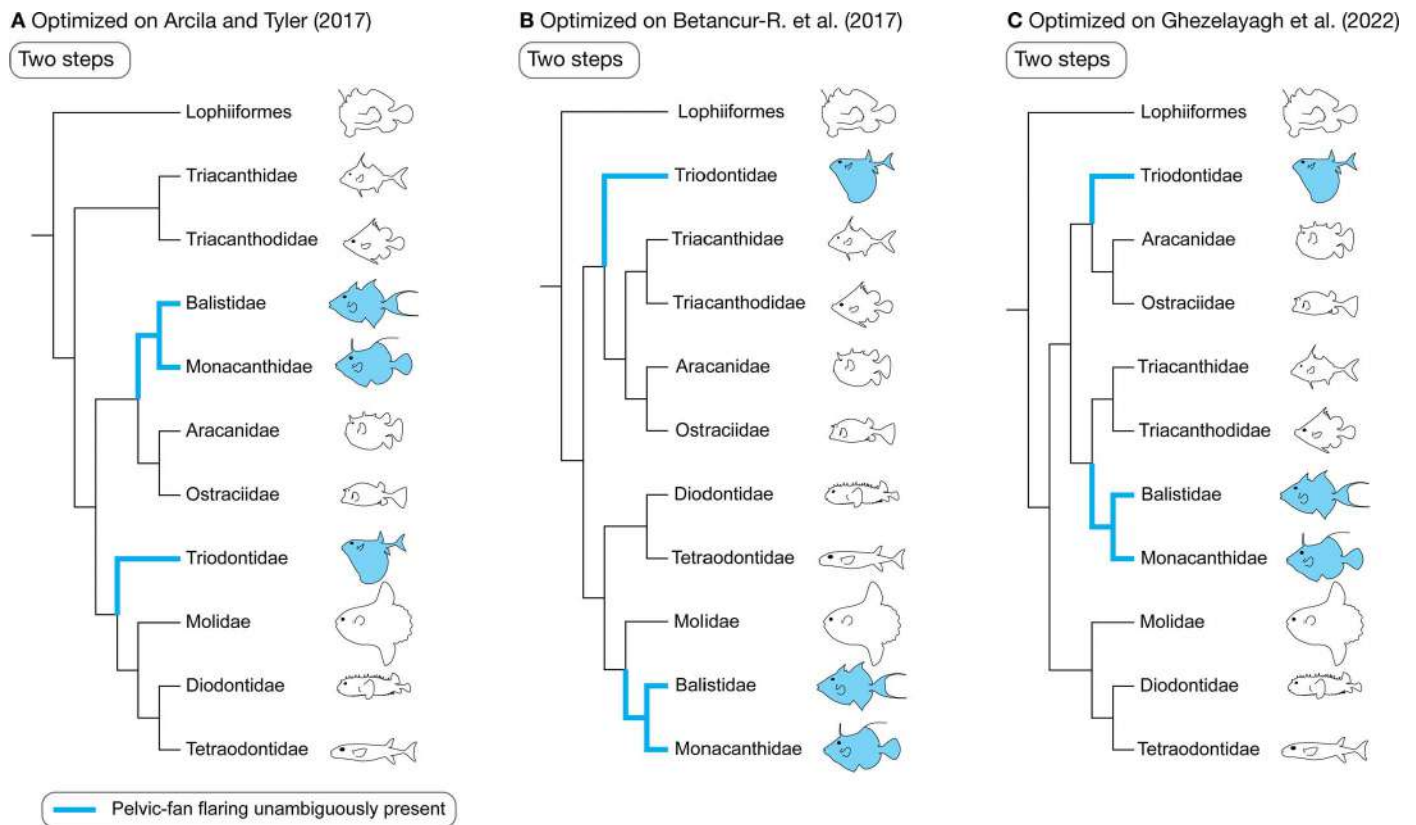 A Optimized on Arcila and Tyler (2017)
Two steps
Lophiiformes
Triacanthidae
Triacanthodidae
Balistidae
Monacanthidae
Aracanidae
Ostraciidae
Triodontidae
Molidae
Diodontidae
Tetraodontidae
Pelvic-fan flaring unambiguously present
B Optimized on Betancur-R. et al. (2017)
Two steps
Lophiiformes
Triodontidae
Triacanthidae
Triacanthodidae
Aracanidae
Ostraciidae
Diodontidae
Tetraodontidae
Molidae
Balistidae
Monacanthidae
C Optimized on Ghezelayagh et al. (2022)
Two steps
Lophiiformes
Triodontidae
Aracanidae
Ostraciidae
Triacanthidae
Triacanthodidae
Balistidae
Monacanthidae
Molidae
Diodontidae
Tetraodontidae